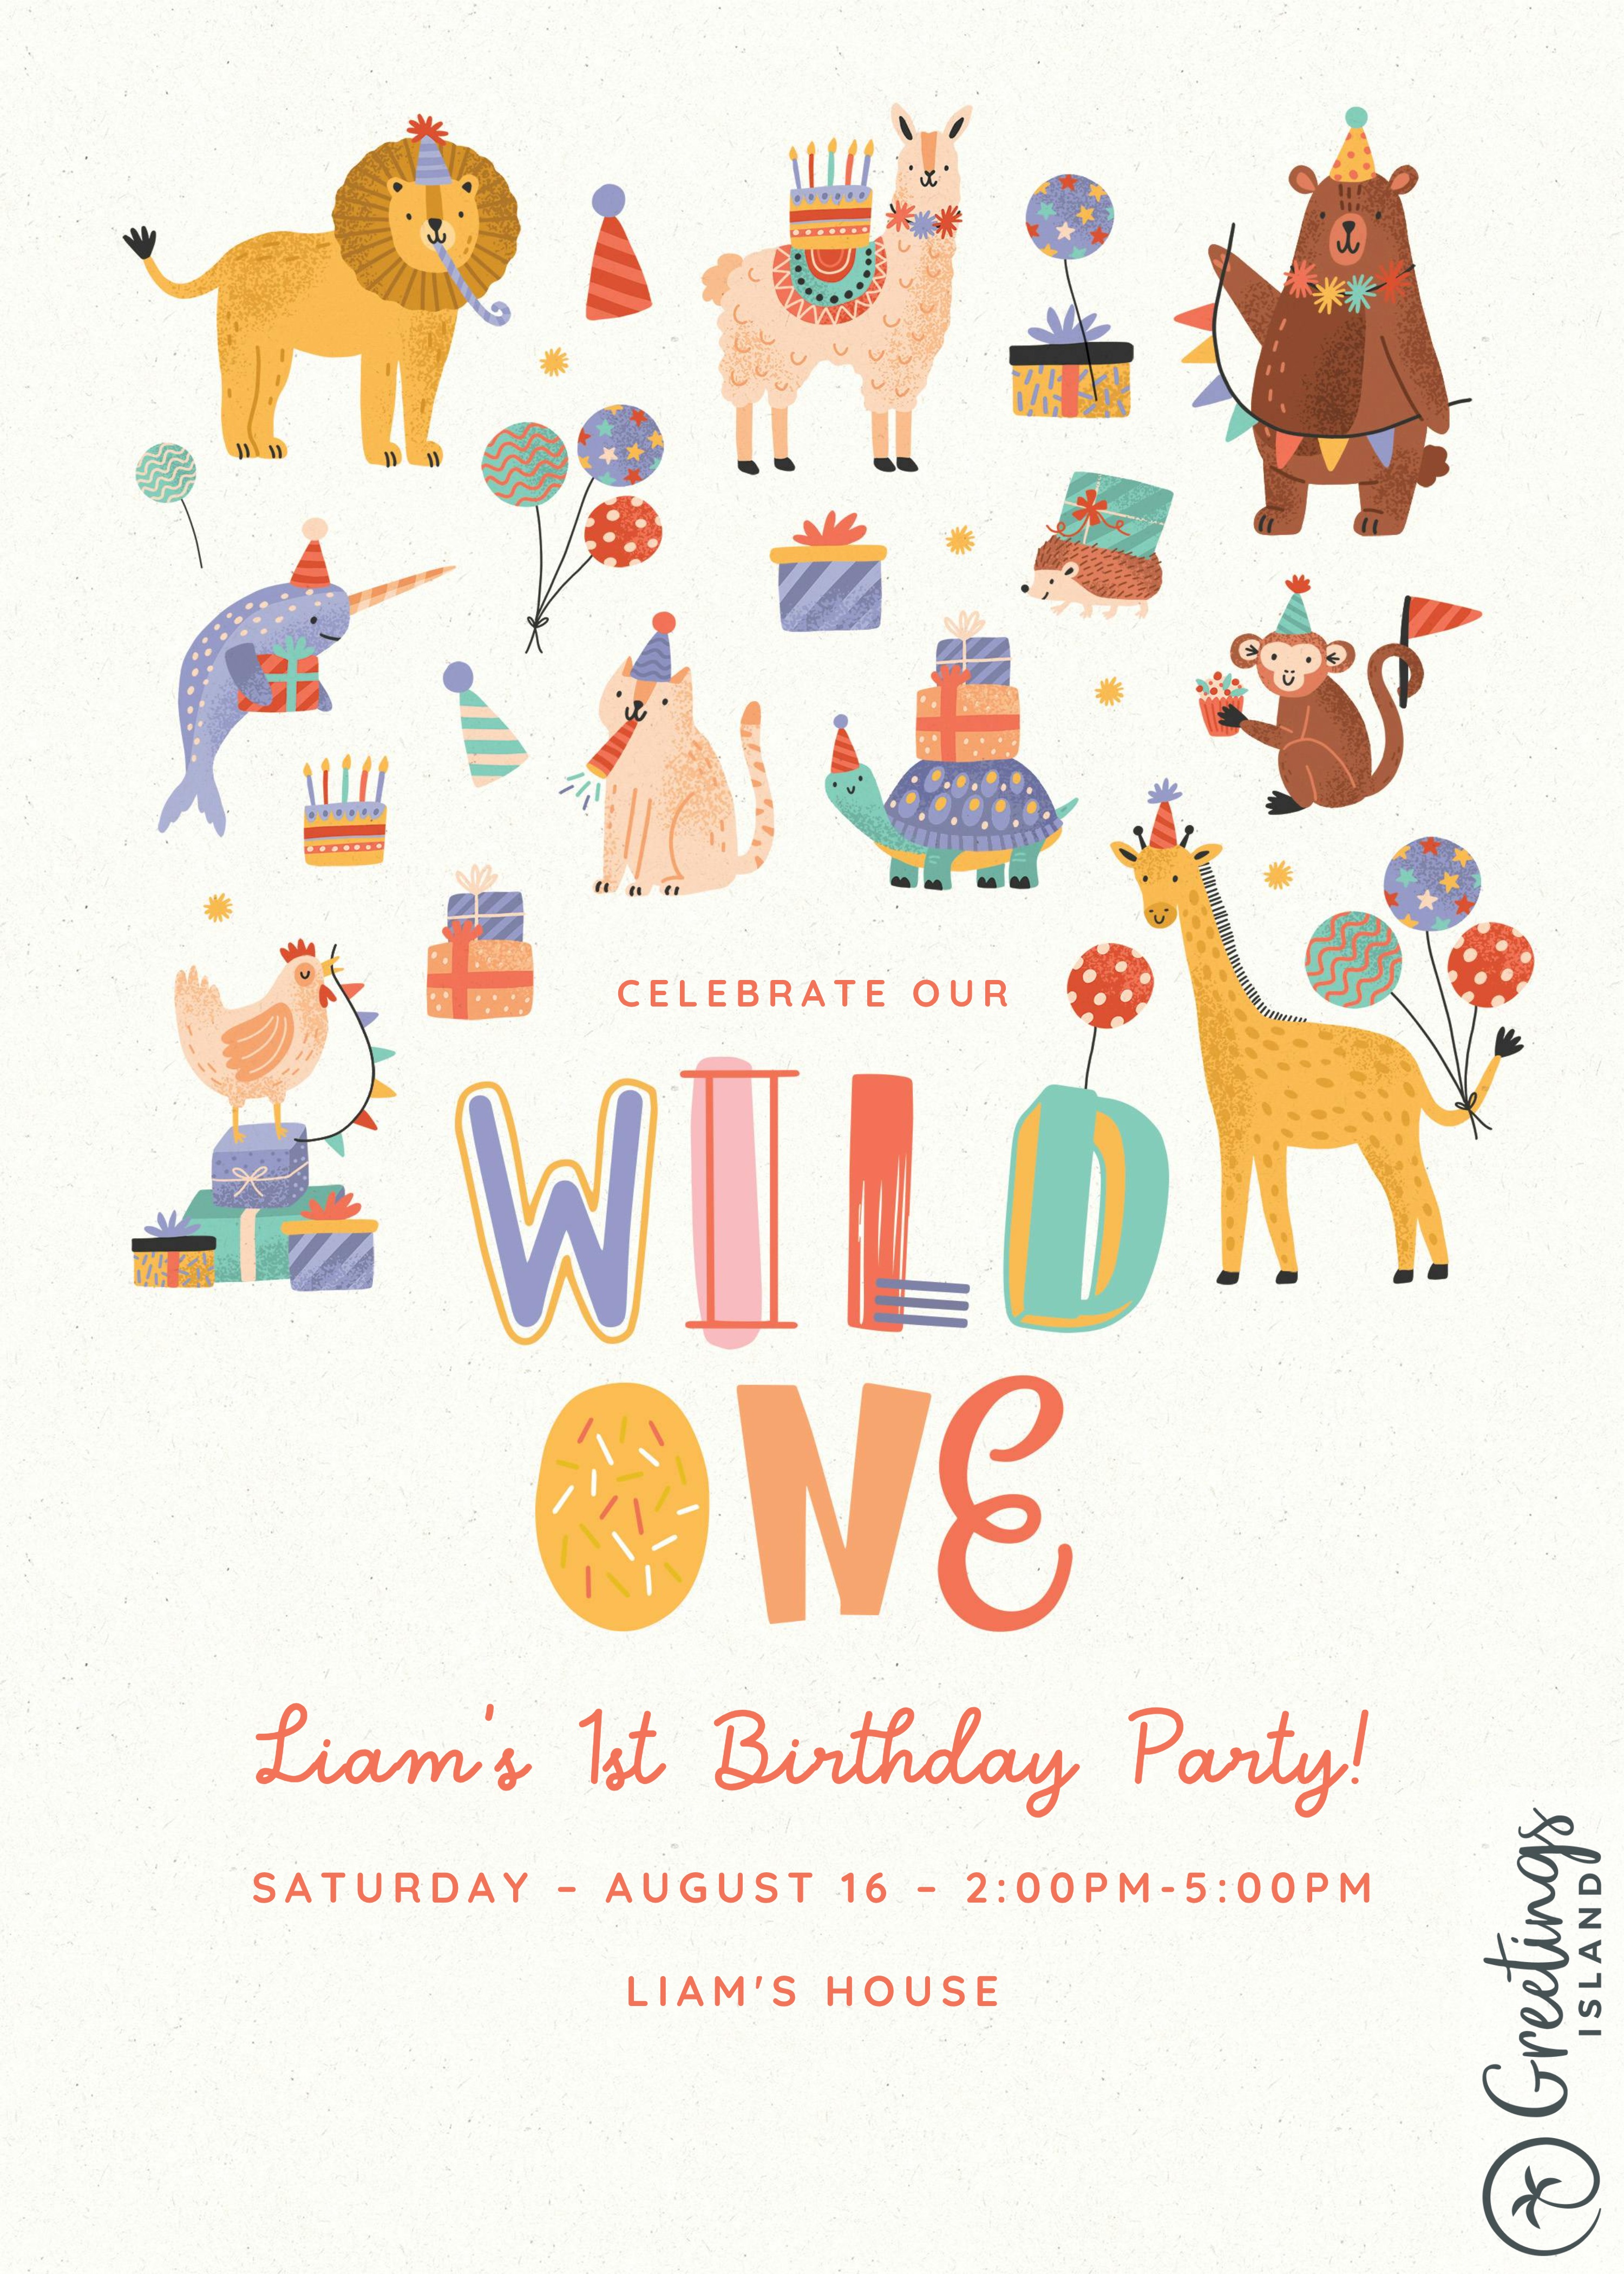 CELEBRATE OUR
WILD
ONE
Liam's 1st Birthday Party!
SATURDAY - AUGUST 16 - 2:00PM-5:00PM
LIAM'S HOUSE
Greetings
ISLAND